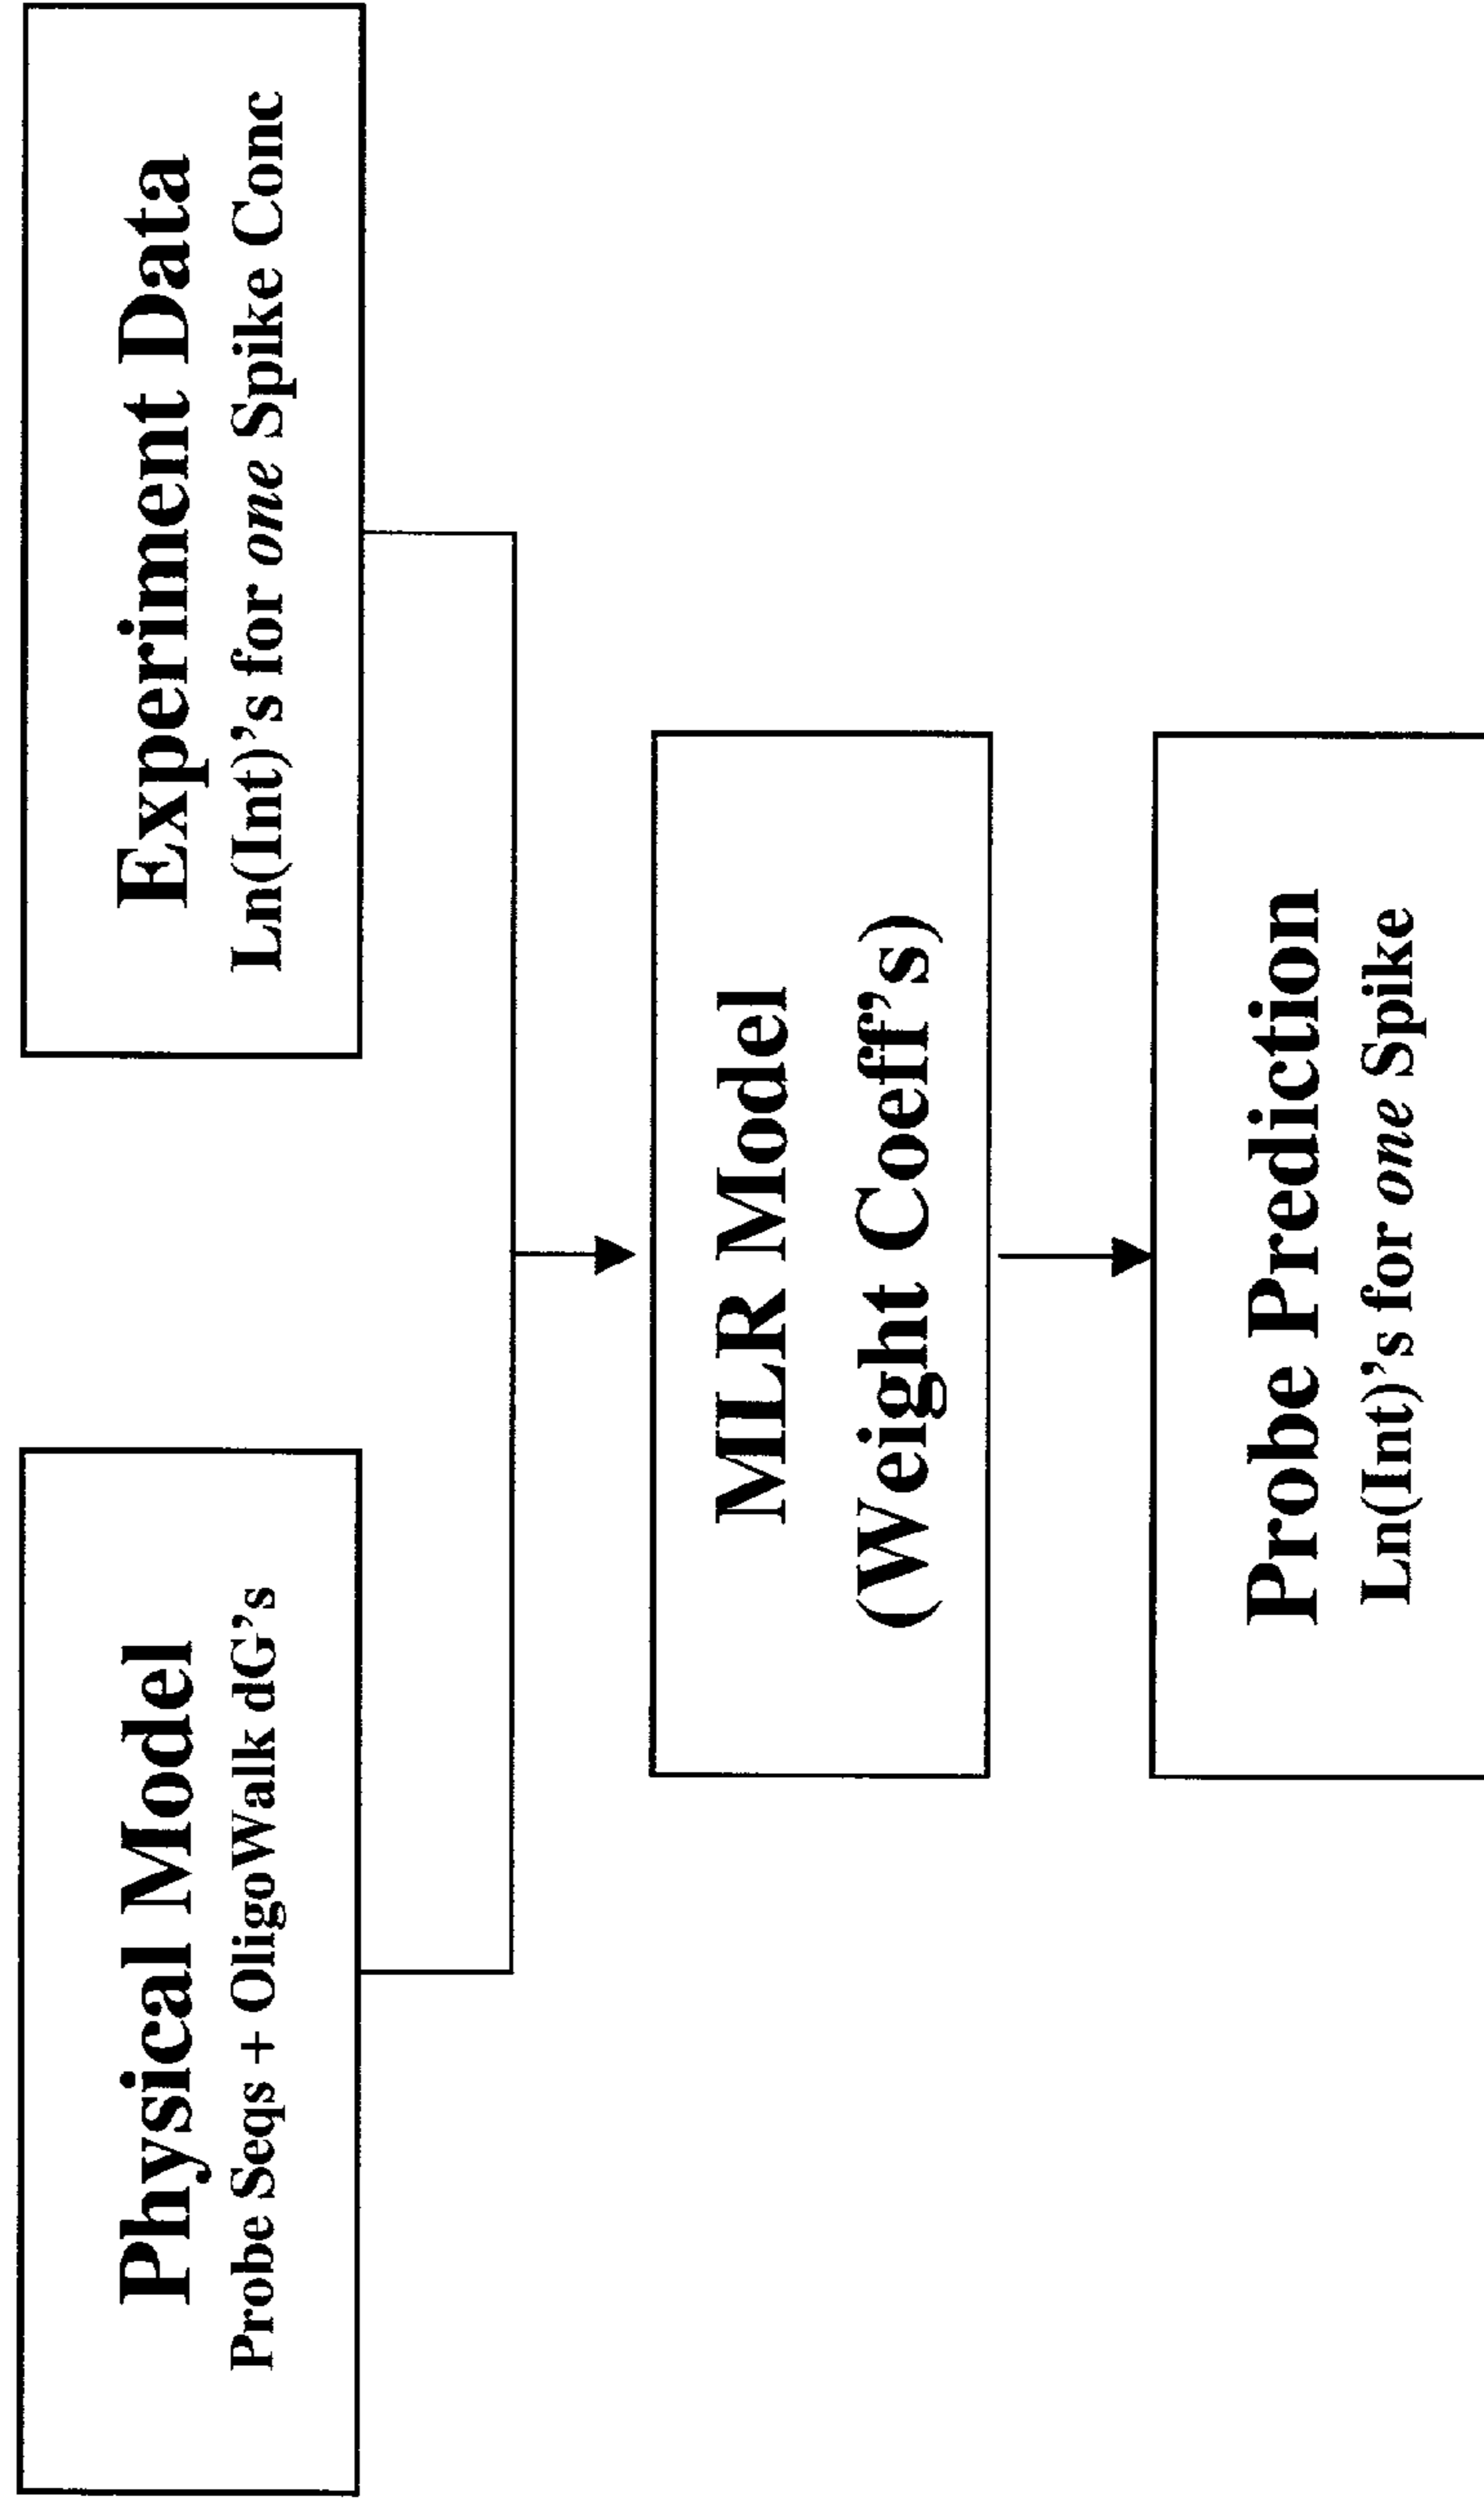 Physical Model
Probe Seqs + OligoWalk dG's
Experiment Data
Ln(Int)'s for one Spike Conc
MLR Model
(Weight Coeff's)
Probe Prediction
Ln(Int)'s for one Spike